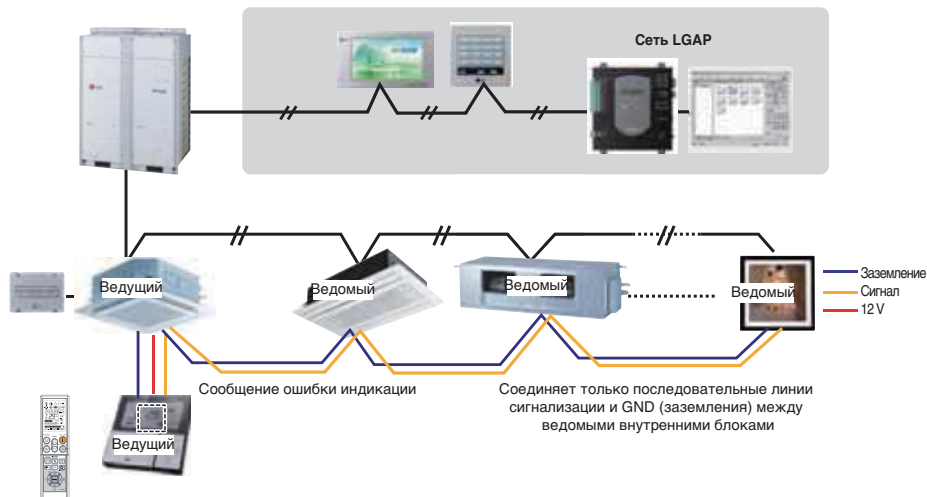 Сеть LGAP
Ведущий
Ведомый
Ведомый
Ведомый
Заземление
Сигнал
12 V
Сообщение ошибки индикации
Соединяет только последовательные линии
сигнализации и GND (заземления) между
ведомыми внутренними блоками
Ведущий